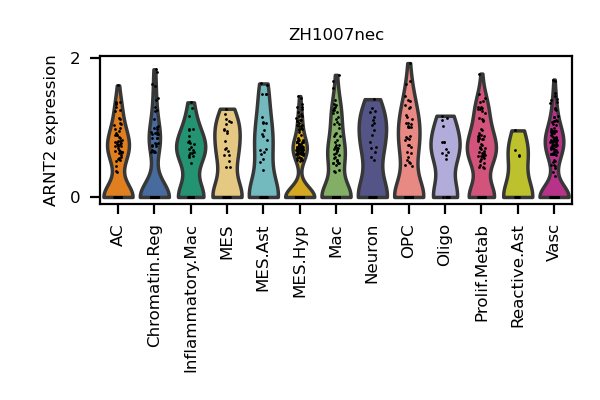 ZH1007nec
ARNT2 expression
2
0
AC
Chromatin.Reg
Inflammatory.Mac
MES
MES.Ast
MES.Hyp
Mac
Neuron
OPC
Oligo
Prolif.Metab
Reactive.Ast
Vasc